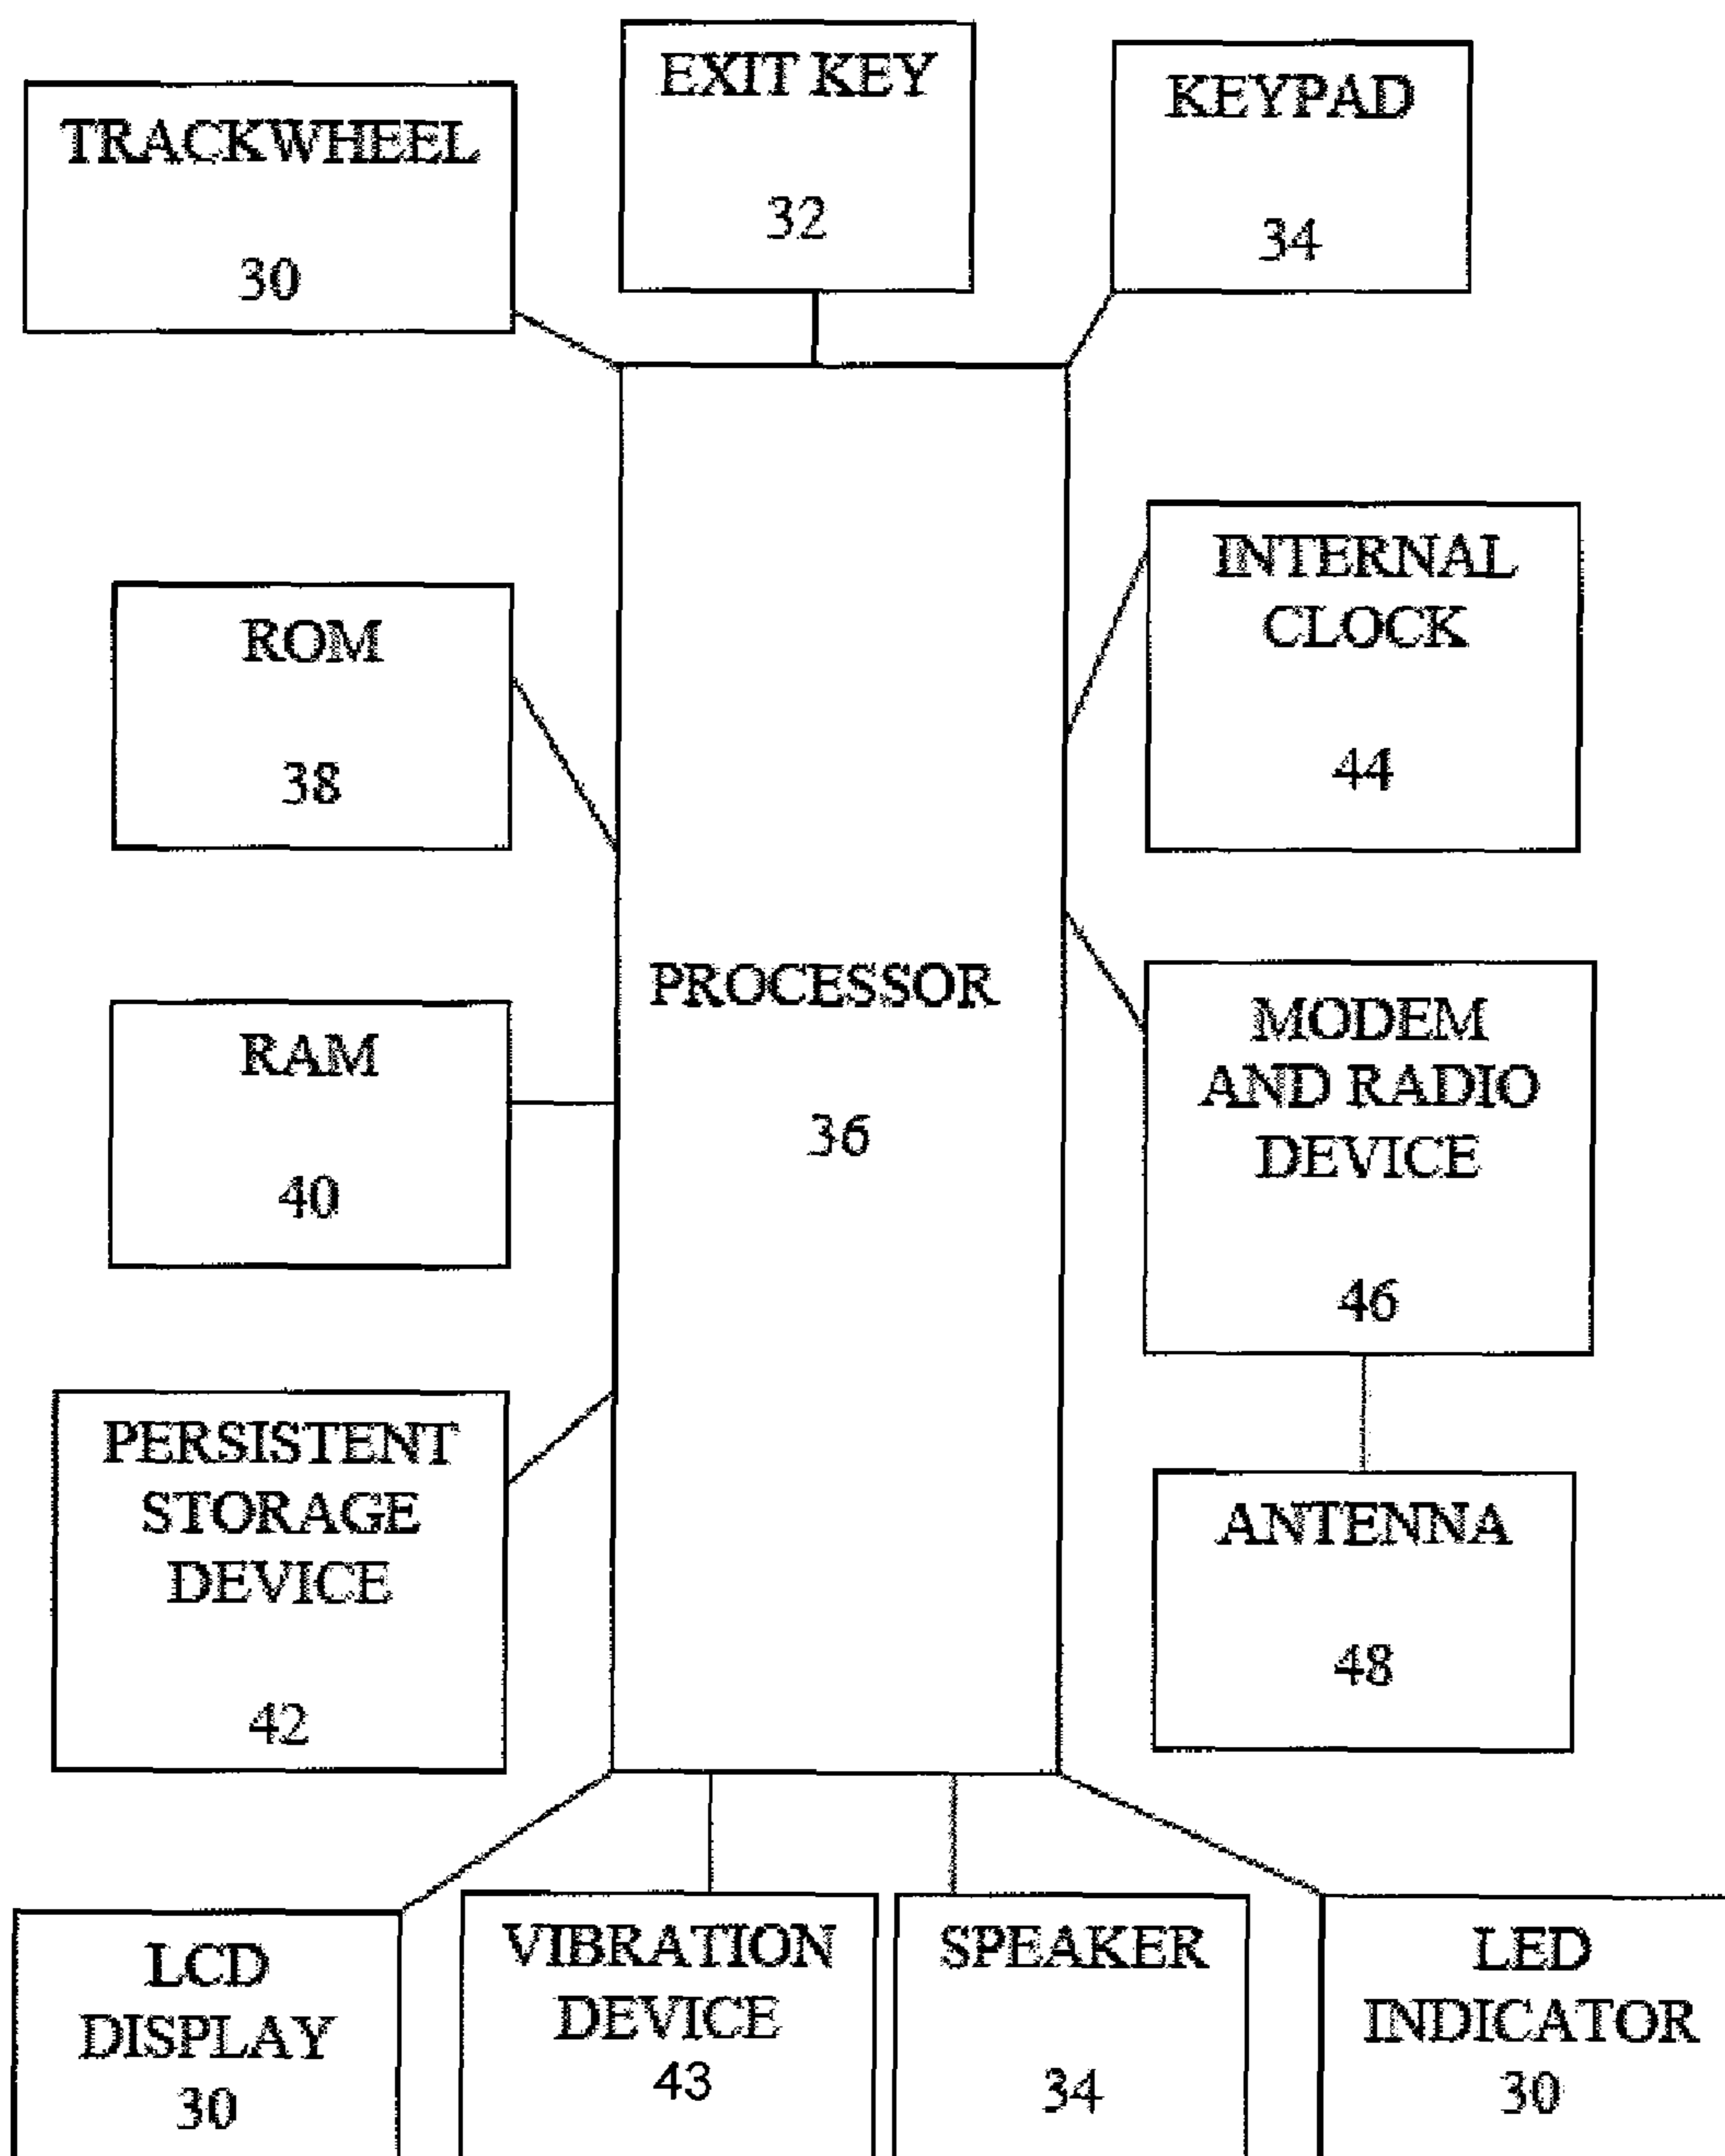 TRACKWHEEL
30
EXIT KEY
32
KEYPAD
34
ROM
38
INTERNAL
CLOCK
44
RAM
40
PROCESSOR
36
MODEM
AND RADIO
DEVICE
46
PERSISTENT
STORAGE
DEVICE
42
ANTENNA
48
LCD
DISPLAY
30
VIBRATION
DEVICE
43
SPEAKER
34
LED
INDICATOR
30